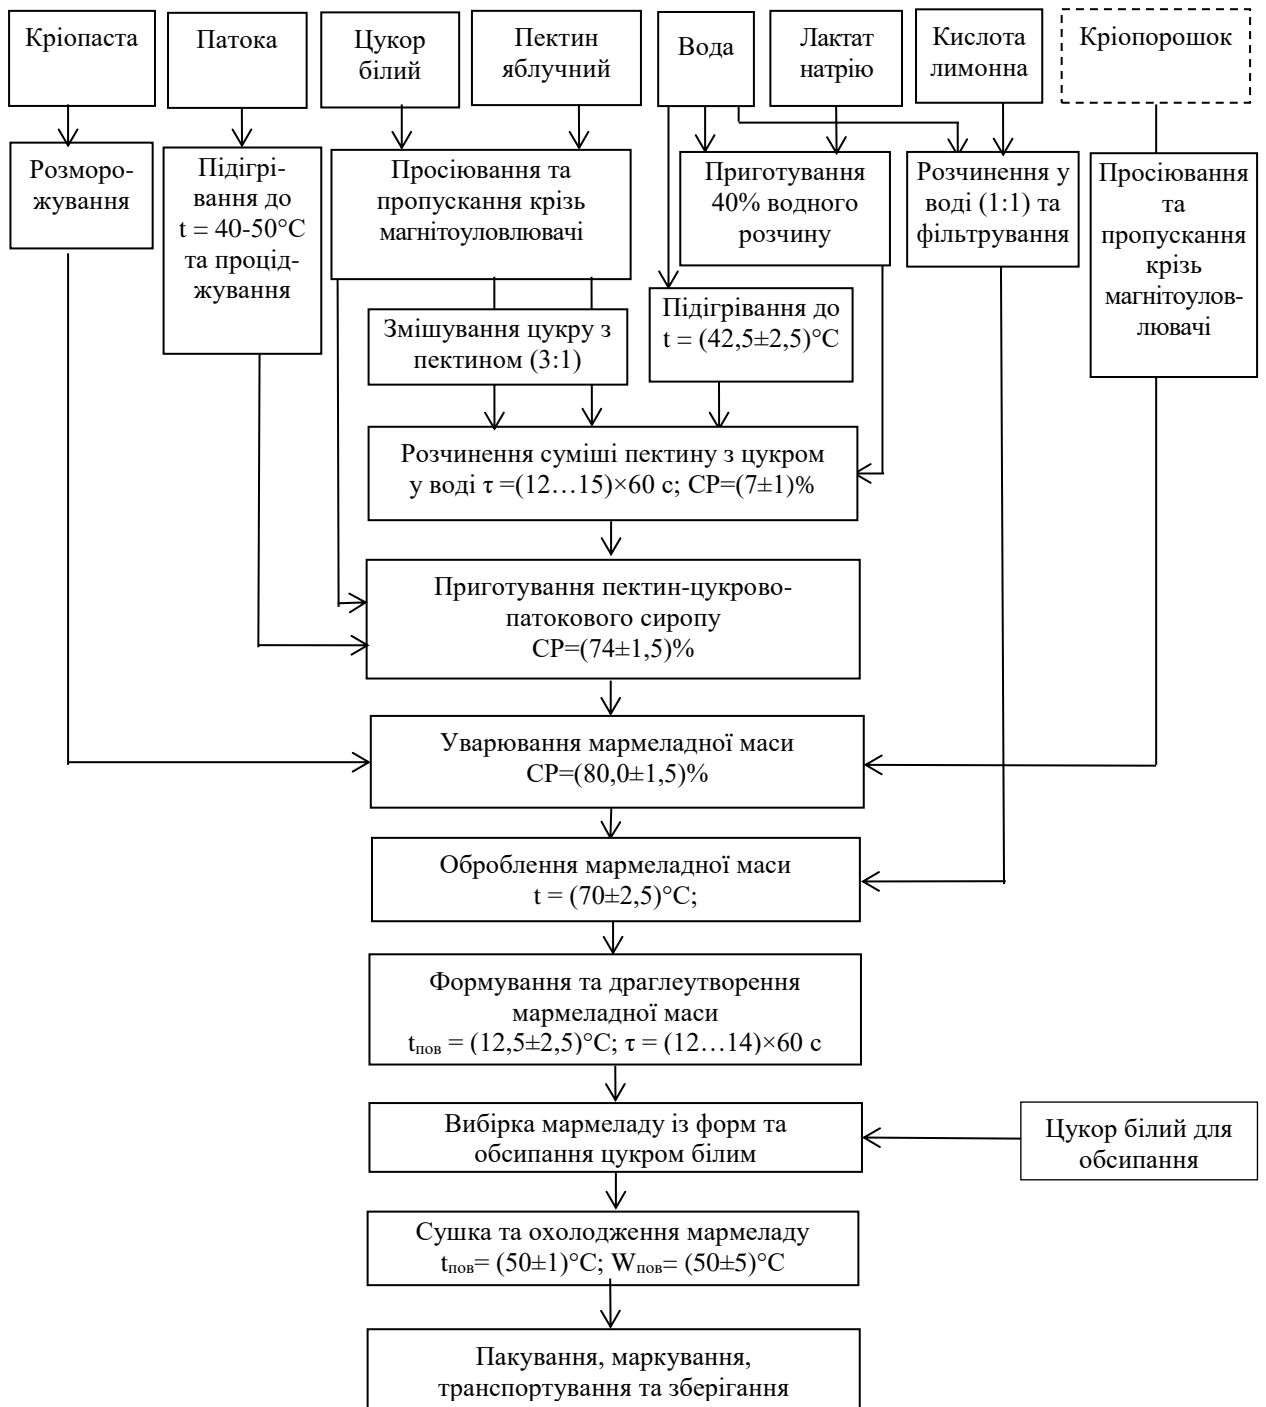 Кріопаста
Патока
Цукор
білий
Пектин
яблучний
Вода
Лактат
натрію
Кислота
лимонна
Кріопорошок
Розморо-
жування
Підігрі-
вання до
t = 40-50°С
та процід-
жування
Просіювання та
пропускання крізь
магнітоуловлювачі
Приготування
40% водного
розчину
Розчинення у
воді (1:1) та
фільтрування
Просіювання
та
пропускання
крізь
магнітоулов-
лювачі
Змішування цукру з
пектином (3:1)
Підігрівання до
t = (42,5±2,5)°С
Розчинення суміші пектину з цукром
у воді τ =(12…15)×60 с; СР=(7±1)%
Приготування пектин-цукрово-
патокового сиропу
СР=(74±1,5)%
Уварювання мармеладної маси
СР=(80,0±1,5)%
Оброблення мармеладної маси
t = (70±2,5)°С;
Формування та драглеутворення
мармеладної маси
tпов = (12,5±2,5)°С; τ = (12…14)×60 с
Вибірка мармеладу із форм та
обсипання цукром білим
Цукор білий для
обсипання
Сушка та охолодження мармеладу
tпов= (50±1)°С; Wпов= (50±5)°С
Пакування, маркування,
транспортування та зберігання